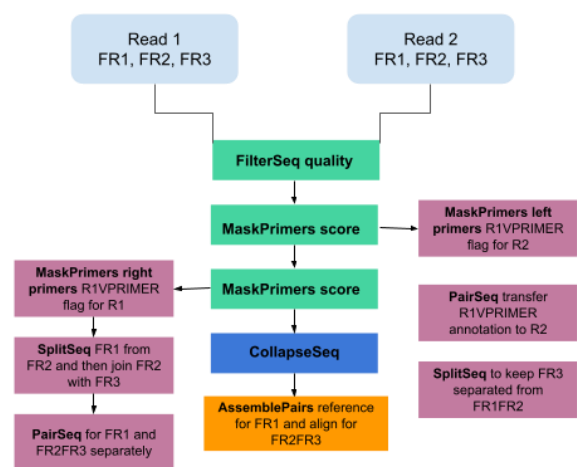 Read 1
FR1, FR2, FR3
Read 2
FR1, FR2, FR3
FilterSeq quality
MaskPrimers score
MaskPrimers left
primers R1VPRIMER
flag for R2
MaskPrimers right
primers R1VPRIMER
flag for R1
MaskPrimers score
PairSeq transfer
R1VPRIMER
annotation to R2
SplitSeq FR1 from
FR2 and then join FR2
with FR3
CollapseSeq
SplitSeq to keep FR3
separated from
FR1FR2
PairSeq for FR1 and
FR2FR3 separately
AssemblePairs reference
for FR1 and align for
FR2FR3